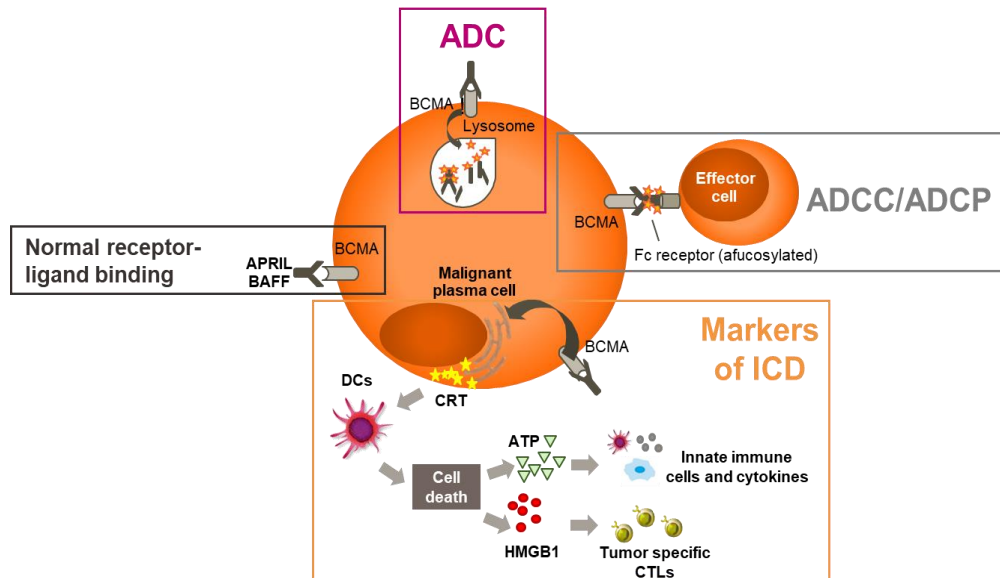 ADC
BCMA
Lysosome
Effector
cell
ADCC/ADCP
BCMA
Fc receptor (afucosylated)
Normal receptor-
ligand binding
BCMA
APRIL
BAFF
Malignant
plasma cell
Markers
of ICD
BCMA
CRT
DCs
Cell
death
ATP
Innate immune
cells and cytokines
HMGB1
Tumor specific
CTLs